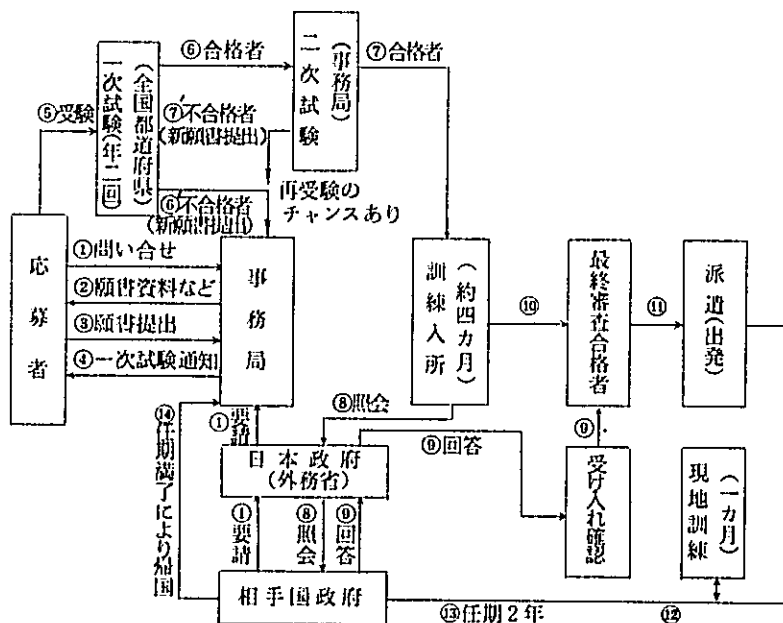 ⑥合格者
二次試験
(事務局)
⑦合格者
⑤受験
一次試験(年二回)
(全国都道府県)
⑦不合格者
(新願書提出)
再受験の
チャンスあり
⑥不合格者
(新願書提出)
応募者
①問い合せ
②願書資料など
③願書提出
④一次試験通知
事務局
訓練入所
(約四カ月)
⑩
最終審査合格者
⑪
派遣(出発)
⑧照会
①要請
日本政府
(外務省)
⑨回答
⑨
受け入れ確認
現地訓練
(一カ月)
⑭任期満了により帰国
①要請
⑧照会
⑨回答
相手国政府
⑬任期2年
⑫